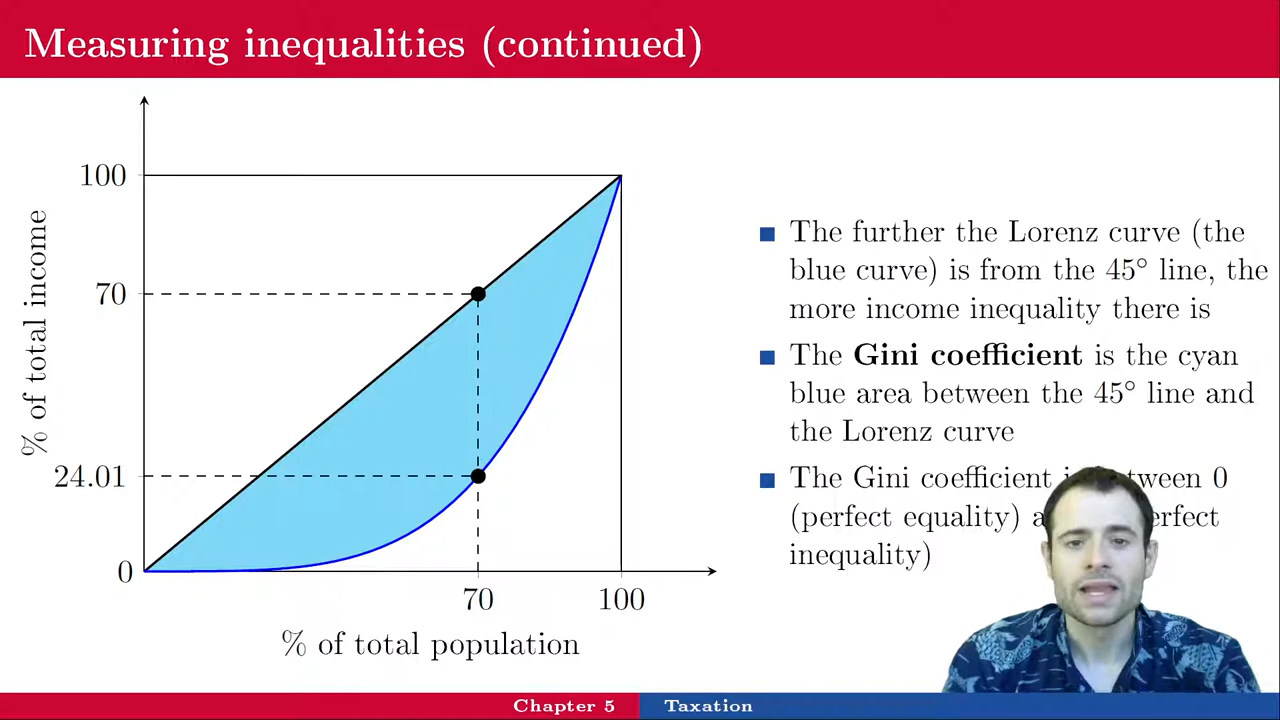 Measuring inequalities (continued)
100
70
24.01
0
% of total income
70
100
% of total population
The further the Lorenz curve (the
blue curve) is from the 45° line, the
more income inequality there is
The Gini coefficient is the cyan
blue area between the 45° line and
the Lorenz curve
The Gini coefficient between 0
(perfect equality)
inequality)
Chapter 5
Taxation